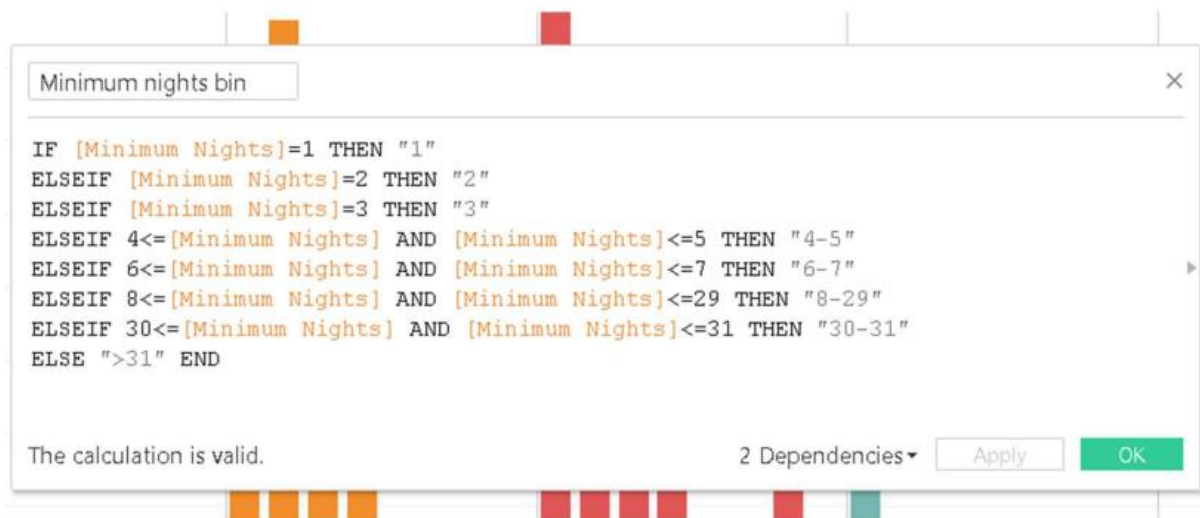 Minimum nights bin
IF [Minimum Nights]=1 THEN "1"
ELSEIF [Minimum Nights]=2 THEN "2"
ELSEIF [Minimum Nights]=3 THEN "3"
ELSEIF 4<=[Minimum Nights] AND [Minimum Nights]<=5 THEN "4-5"
ELSEIF 6<=[Minimum Nights] AND [Minimum Nights]<=7 THEN "6-7"
ELSEIF 8<=[Minimum Nights] AND [Minimum Nights]<=29 THEN "8-29"
ELSEIF 30<=[Minimum Nights] AND [Minimum Nights]<=31 THEN "30-31"
ELSE ">31" END
The calculation is valid. 2 Dependencies Apply OK